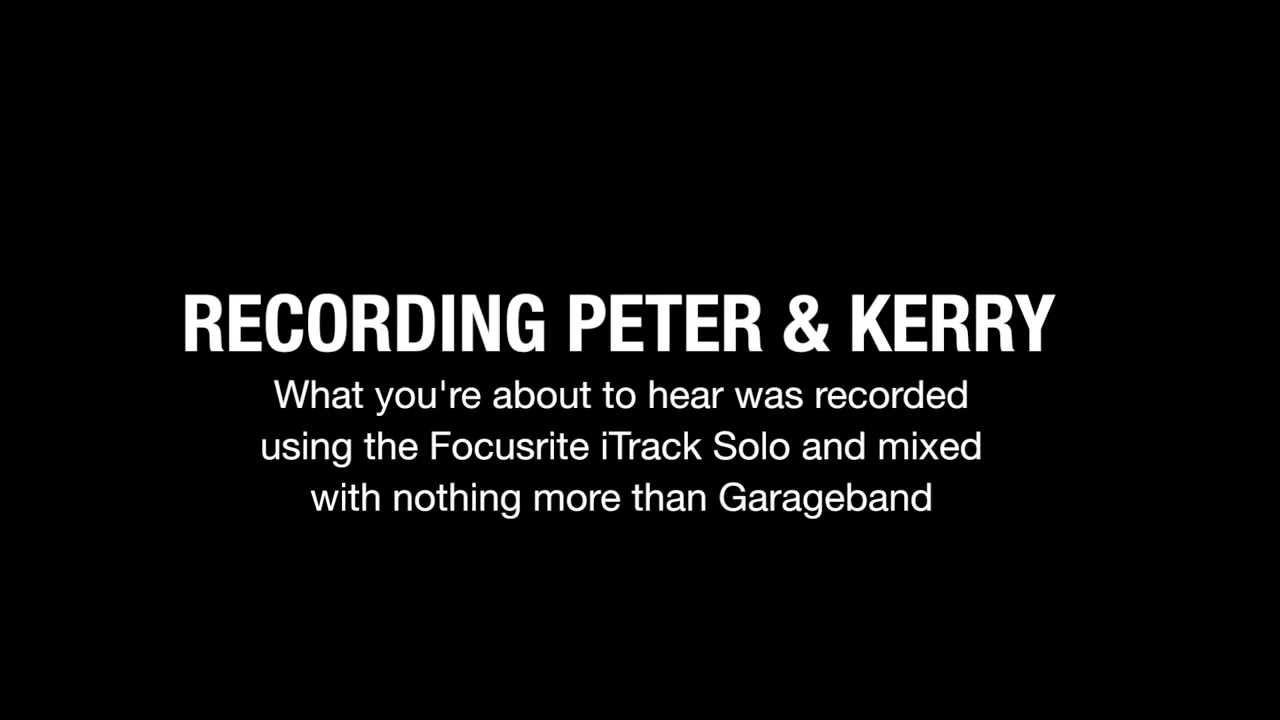 RECORDING PETER & KERRY
What you're about to hear was recorded
using the Focusrite iTrack Solo and mixed
with nothing more than Garageband